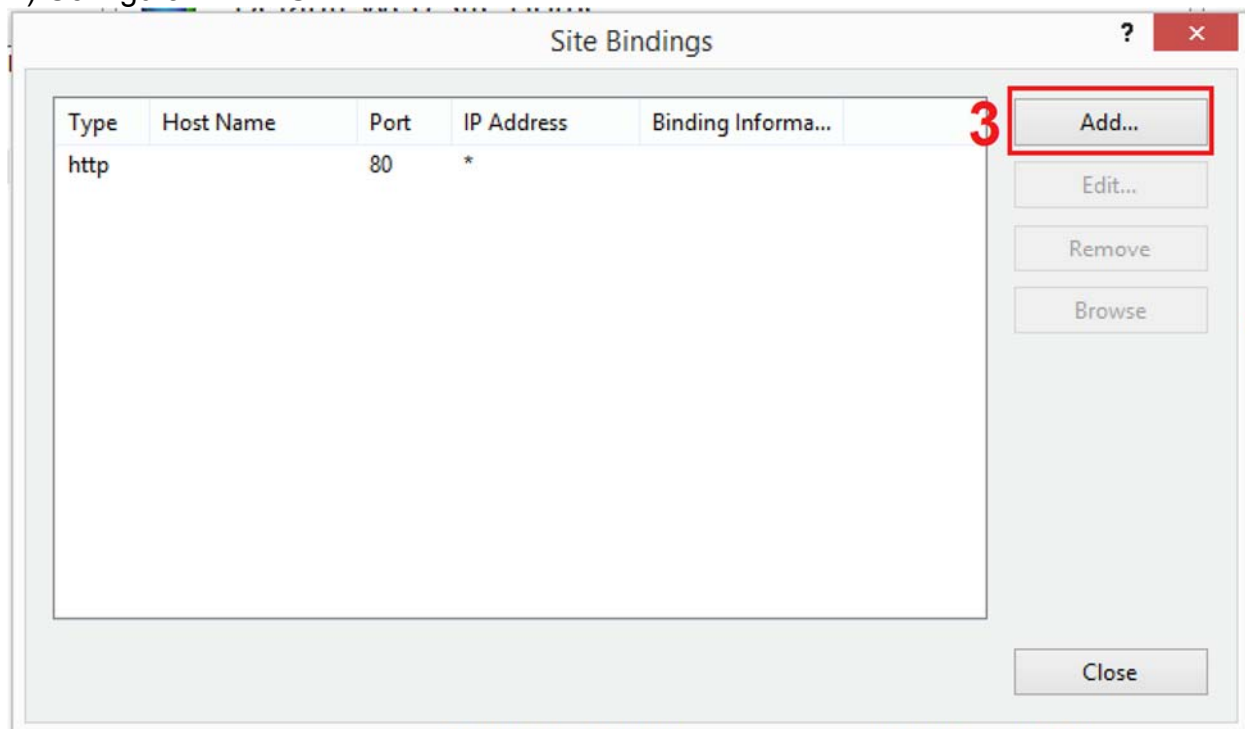 Site Bindings
?
Type Host Name Port IP Address Binding Informa...
http 80 *
3
Add...
Edit...
Remove
Browse
Close